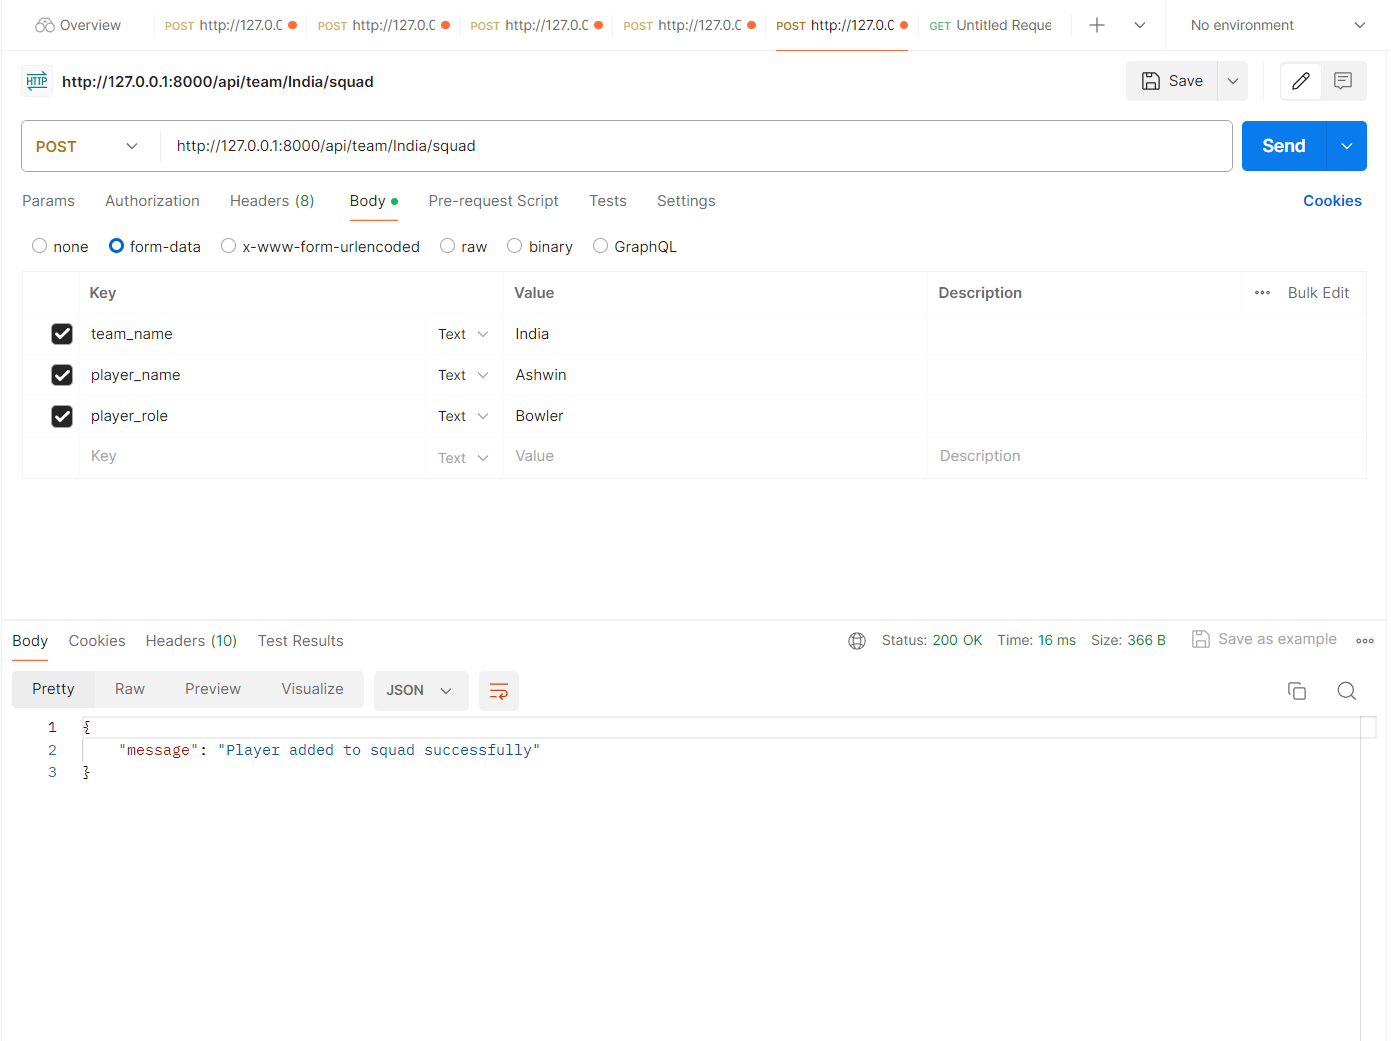 Overview POST http://127.0.0 POST http://127.0.0 POST http://127.0.0 POST http://127.0.0 POST http://127.0.0 GET Untitled Reque No environment
HTTP http://127.0.0.1:8000/api/team/India/squad Save
POST http://127.0.0.1:8000/api/team/India/squad Send
Params Authorization Headers (8) Body Pre-request Script Tests Settings Cookies
none form-data x-www-form-urlencoded raw binary GraphQL
Key Value Description Bulk Edit
team_name Text India
player_name Text Ashwin
player_role Text Bowler
Key Text Value Description
Body Cookies Headers (10) Test Results Status: 200 OK Time: 16 ms Size: 366 B Save as example
Pretty Raw Preview Visualize JSON
1 {
2 "message": "Player added to squad successfully"
3 }